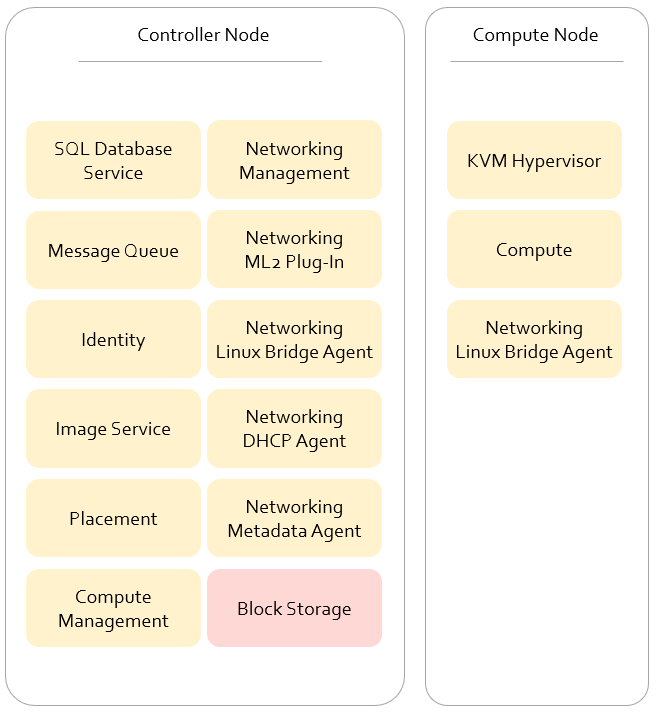 Controller Node
SQL Database
Service
Networking
Management
Message Queue
Networking
ML2 Plug-In
Identity
Networking
Linux Bridge Agent
Image Service
Networking
DHCP Agent
Placement
Networking
Metadata Agent
Compute
Management
Block Storage
Compute Node
KVM Hypervisor
Compute
Networking
Linux Bridge Agent